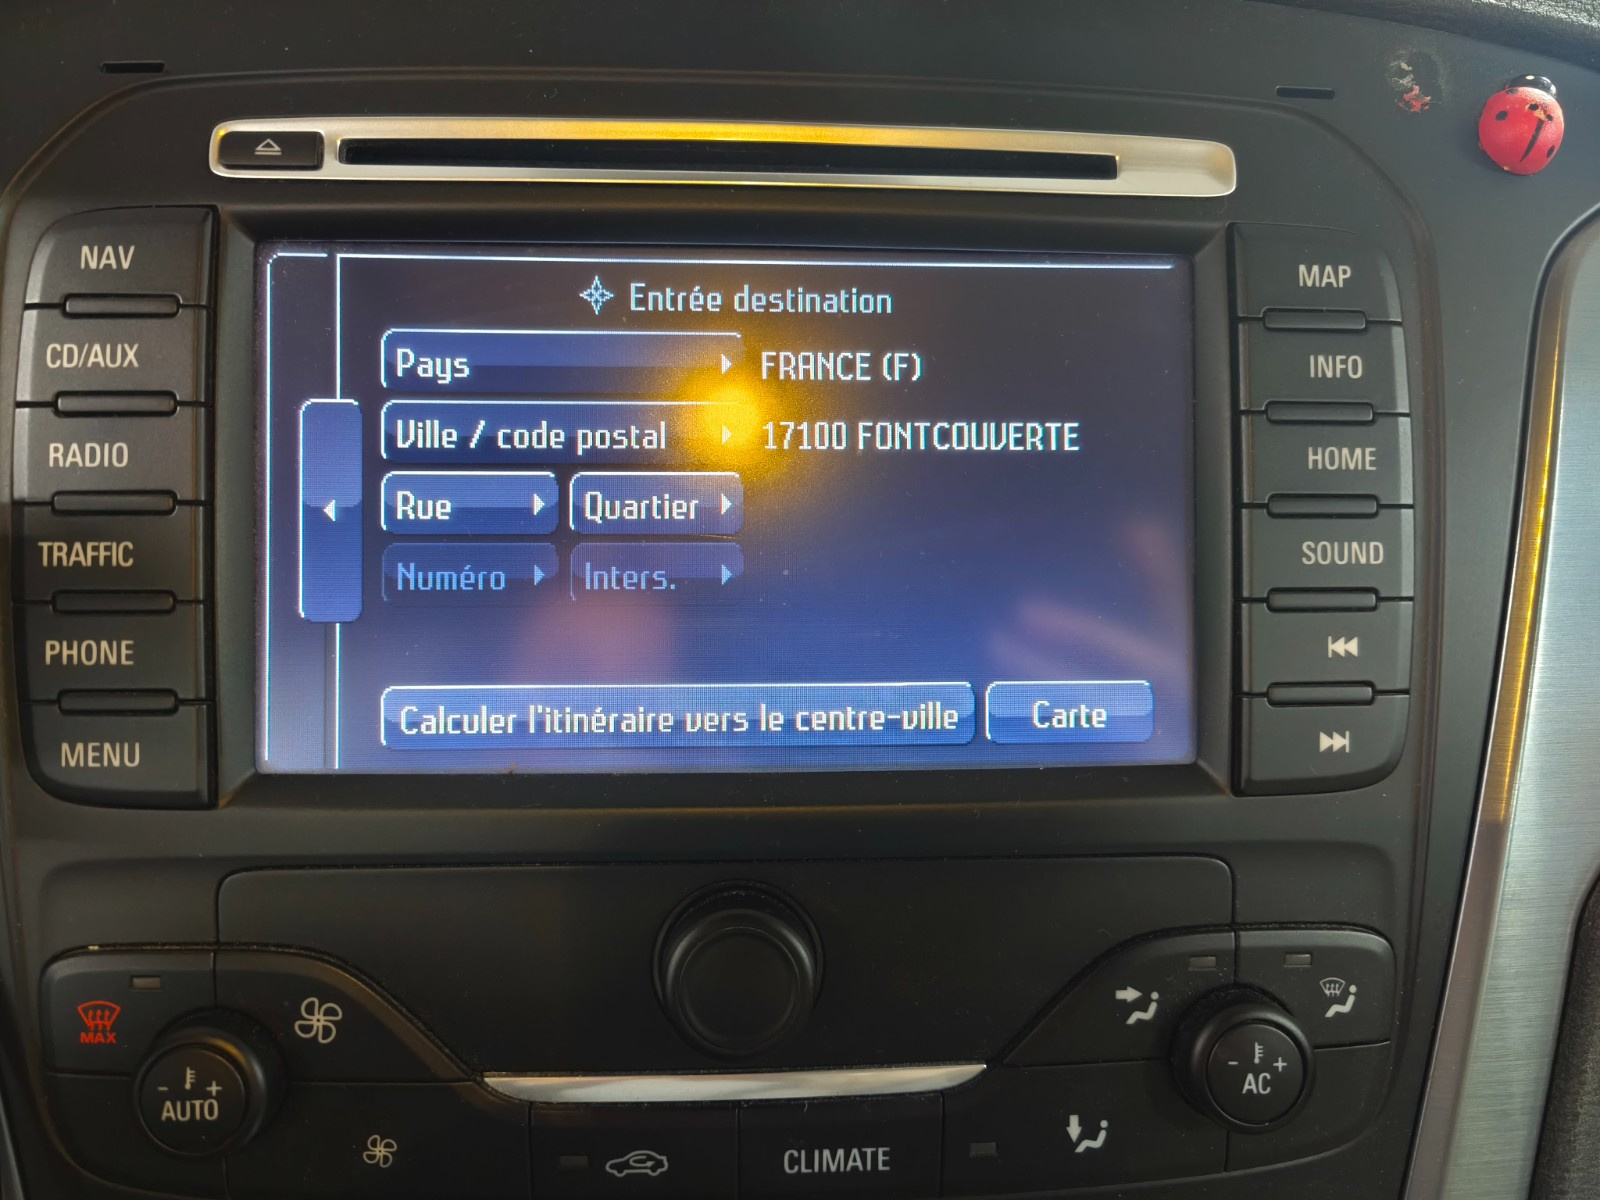 NAV
CD/AUX
RADIO
TRAFFIC
PHONE
MENU
Entrée destination
Pays FRANCE (F)
Ville / code postal 17100 FONTCOUVERTE
Rue Quartier
Numéro Inters.
Calculer l'itinéraire vers le centre-ville Carte
MAP
INFO
HOME
SOUND
MAX
- +
AUTO
- +
AC
CLIMATE